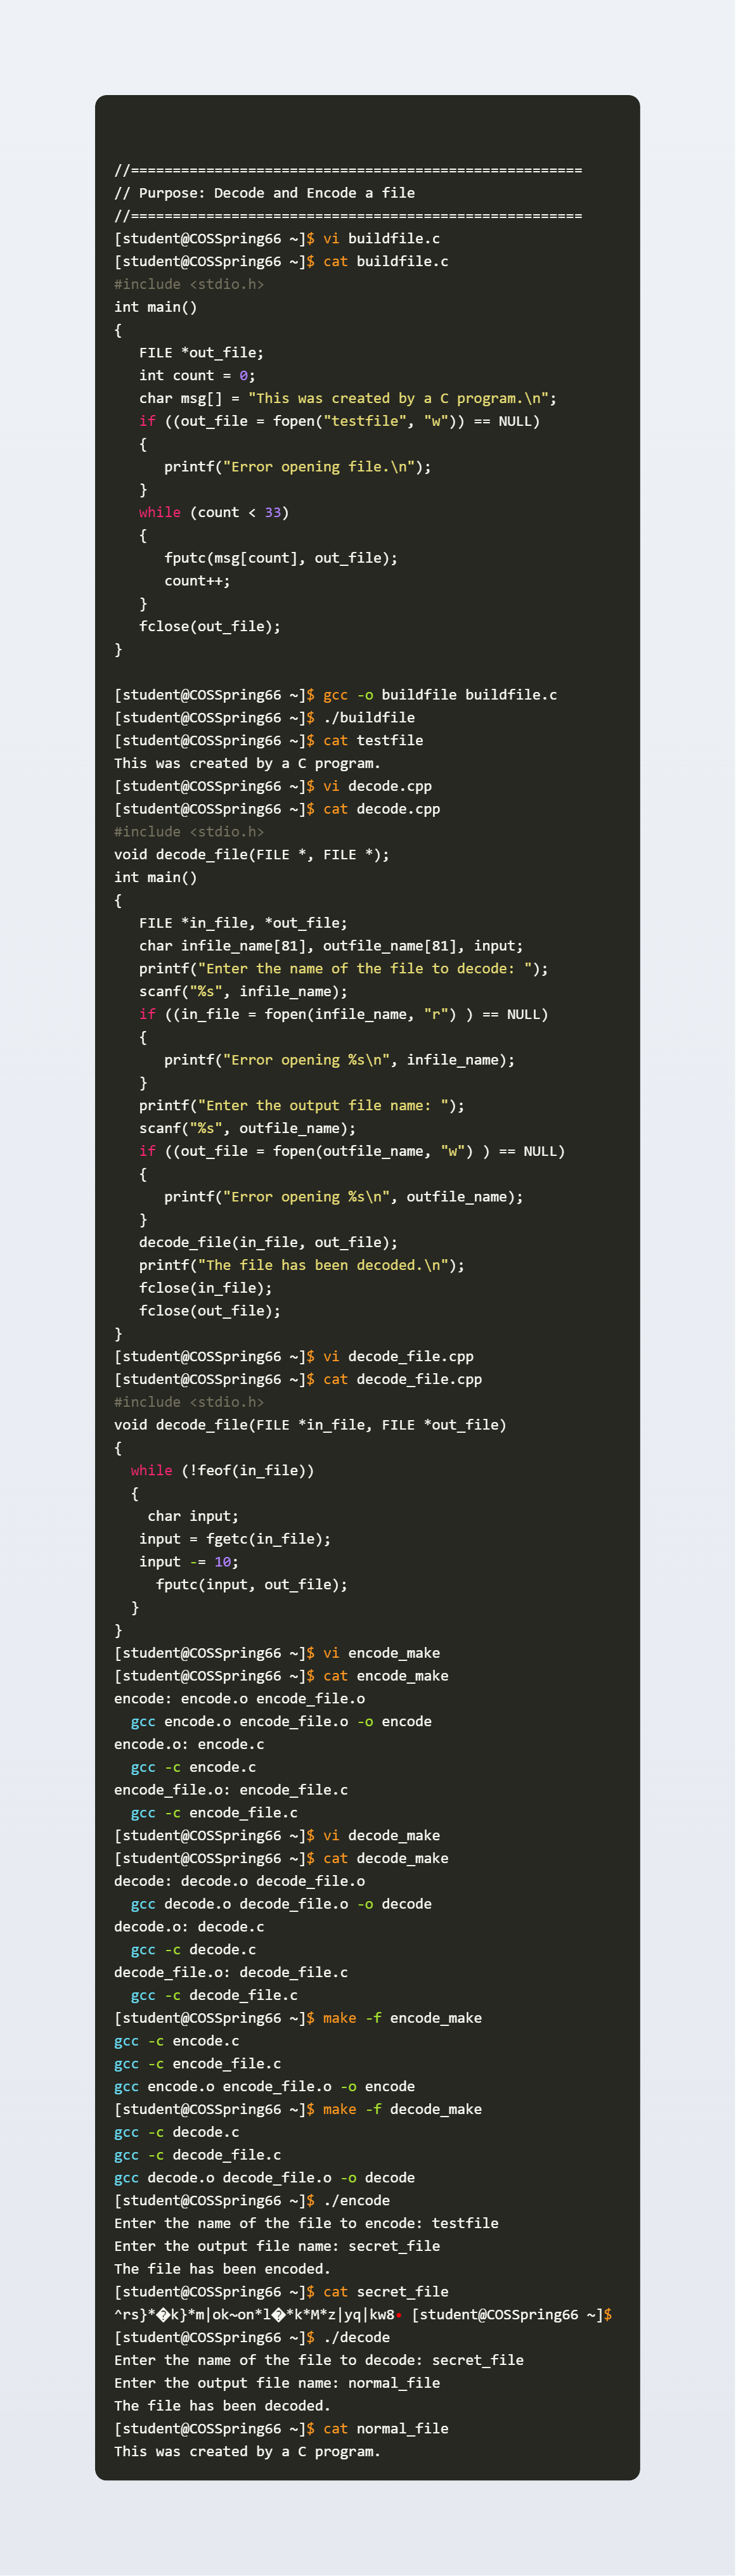 //======================================================
// Purpose: Decode and Encode a file
//======================================================
[student@COSSpring66 ~]$ vi buildfile.c
[student@COSSpring66 ~]$ cat buildfile.c
#include <stdio.h>
int main()
{
   FILE *out_file;
   int count = 0;
   char msg[] = "This was created by a C program.\n";
   if ((out_file = fopen("testfile", "w")) == NULL)
   {
      printf("Error opening file.\n");
   }
   while (count < 33)
   {
      fputc(msg[count], out_file);
      count++;
   }
   fclose(out_file);
}

[student@COSSpring66 ~]$ gcc -o buildfile buildfile.c
[student@COSSpring66 ~]$ ./buildfile
[student@COSSpring66 ~]$ cat testfile
This was created by a C program.
[student@COSSpring66 ~]$ vi decode.cpp
[student@COSSpring66 ~]$ cat decode.cpp
#include <stdio.h>
void decode_file(FILE *, FILE *);
int main()
{
   FILE *in_file, *out_file;
   char infile_name[81], outfile_name[81], input;
   printf("Enter the name of the file to decode: ");
   scanf("%s", infile_name);
   if ((in_file = fopen(infile_name, "r") ) == NULL)
   {
      printf("Error opening %s\n", infile_name);
   }
   printf("Enter the output file name: ");
   scanf("%s", outfile_name);
   if ((out_file = fopen(outfile_name, "w") ) == NULL)
   {
      printf("Error opening %s\n", outfile_name);
   }
   decode_file(in_file, out_file);
   printf("The file has been decoded.\n");
   fclose(in_file);
   fclose(out_file);
}
[student@COSSpring66 ~]$ vi decode_file.cpp
[student@COSSpring66 ~]$ cat decode_file.cpp
#include <stdio.h>
void decode_file(FILE *in_file, FILE *out_file)
{
  while (!feof(in_file))
  {
    char input;
   input = fgetc(in_file);
   input -= 10;
     fputc(input, out_file);
  }
}
[student@COSSpring66 ~]$ vi encode_make
[student@COSSpring66 ~]$ cat encode_make
encode: encode.o encode_file.o
  gcc encode.o encode_file.o -o encode
encode.o: encode.c
  gcc -c encode.c
encode_file.o: encode_file.c
  gcc -c encode_file.c
[student@COSSpring66 ~]$ vi decode_make
[student@COSSpring66 ~]$ cat decode_make
decode: decode.o decode_file.o
  gcc decode.o decode_file.o -o decode
decode.o: decode.c
  gcc -c decode.c
decode_file.o: decode_file.c
  gcc -c decode_file.c
[student@COSSpring66 ~]$ make -f encode_make
gcc -c encode.c
gcc -c encode_file.c
gcc encode.o encode_file.o -o encode
[student@COSSpring66 ~]$ make -f decode_make
gcc -c decode.c
gcc -c decode_file.c
gcc decode.o decode_file.o -o decode
[student@COSSpring66 ~]$ ./encode
Enter the name of the file to encode: testfile
Enter the output file name: secret_file
The file has been encoded.
[student@COSSpring66 ~]$ cat secret_file
^rs}*�k}*m|ok~on*l�*k*M*z|yq|kw8• [student@COSSpring66 ~]$
[student@COSSpring66 ~]$ ./decode
Enter the name of the file to decode: secret_file
Enter the output file name: normal_file
The file has been decoded.
[student@COSSpring66 ~]$ cat normal_file
This was created by a C program.